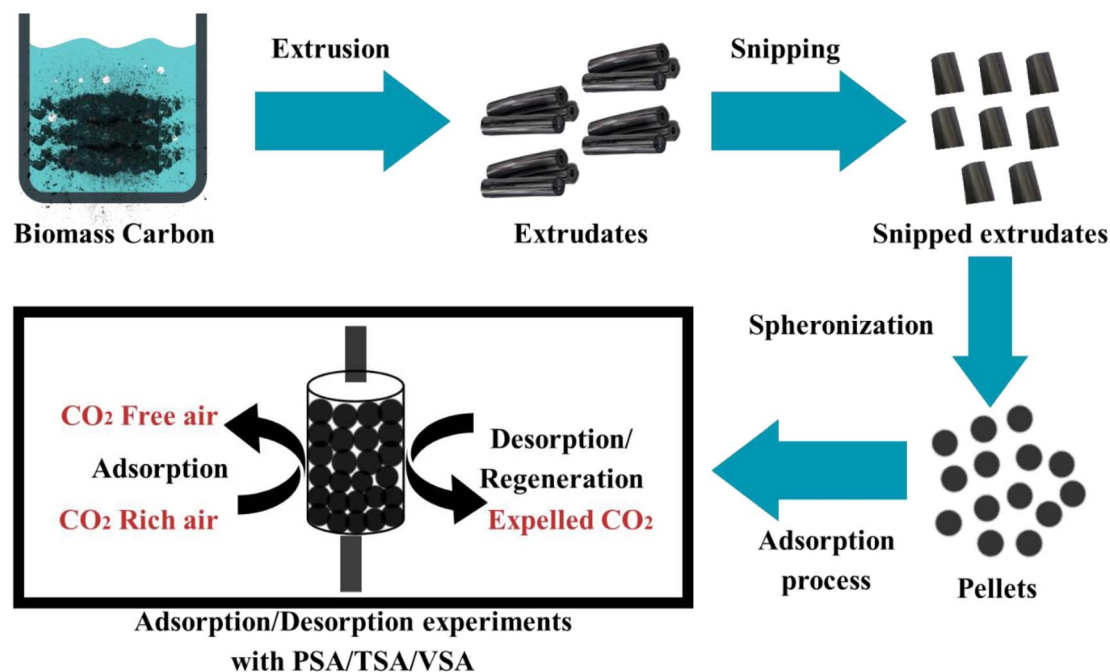 Extrusion
Snipping
Biomass Carbon
Extrudates
Snipped extrudates
Spheronization
CO₂ Free air
Adsorption
CO₂ Rich air
Desorption/
Regeneration
Expelled CO₂
Adsorption
process
Pellets
Adsorption/Desorption experiments
with PSA/TSA/VSA